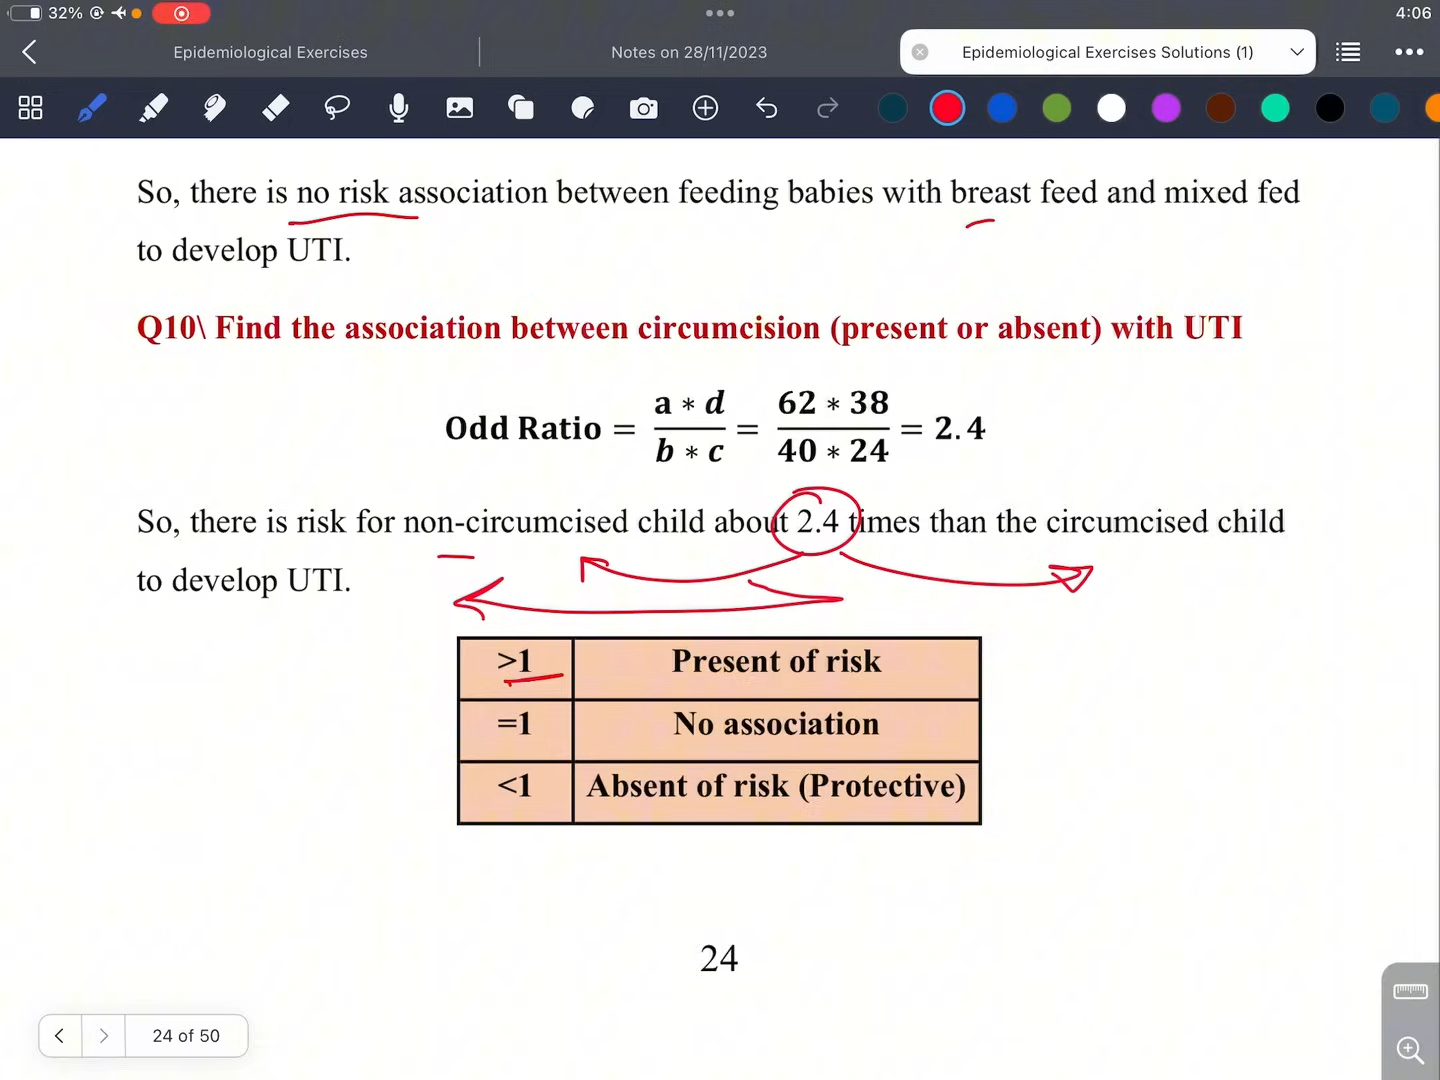 32%
4:06
Epidemiological Exercises
Notes on 28/11/2023
Epidemiological Exercises Solutions (1)
So, there is no risk association between feeding babies with breast feed and mixed fed
to develop UTI.
Q10\ Find the association between circumcision (present or absent) with UTI
Odd Ratio = a * d / b * c = 62 * 38 / 40 * 24 = 2.4
So, there is risk for non-circumcised child about 2.4 times than the circumcised child
to develop UTI.
>1 Present of risk
=1 No association
<1 Absent of risk (Protective)
24
24 of 50